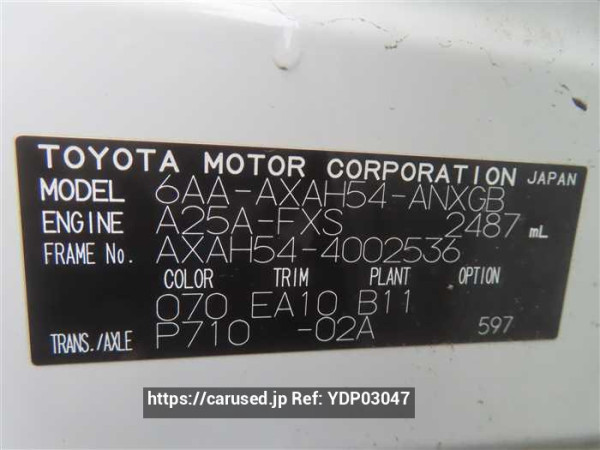 TOYOTA MOTOR CORPORATION JAPAN
MODEL 6AA-AXAH54-ANXGB
ENGINE A25A-FXS 2487 mL
FRAME No. AXAH54-4002536
COLOR TRIM PLANT OPTION
070 EA10 B11
TRANS./AXLE P710 -02A 597
https://carused.jp Ref: YDP03047